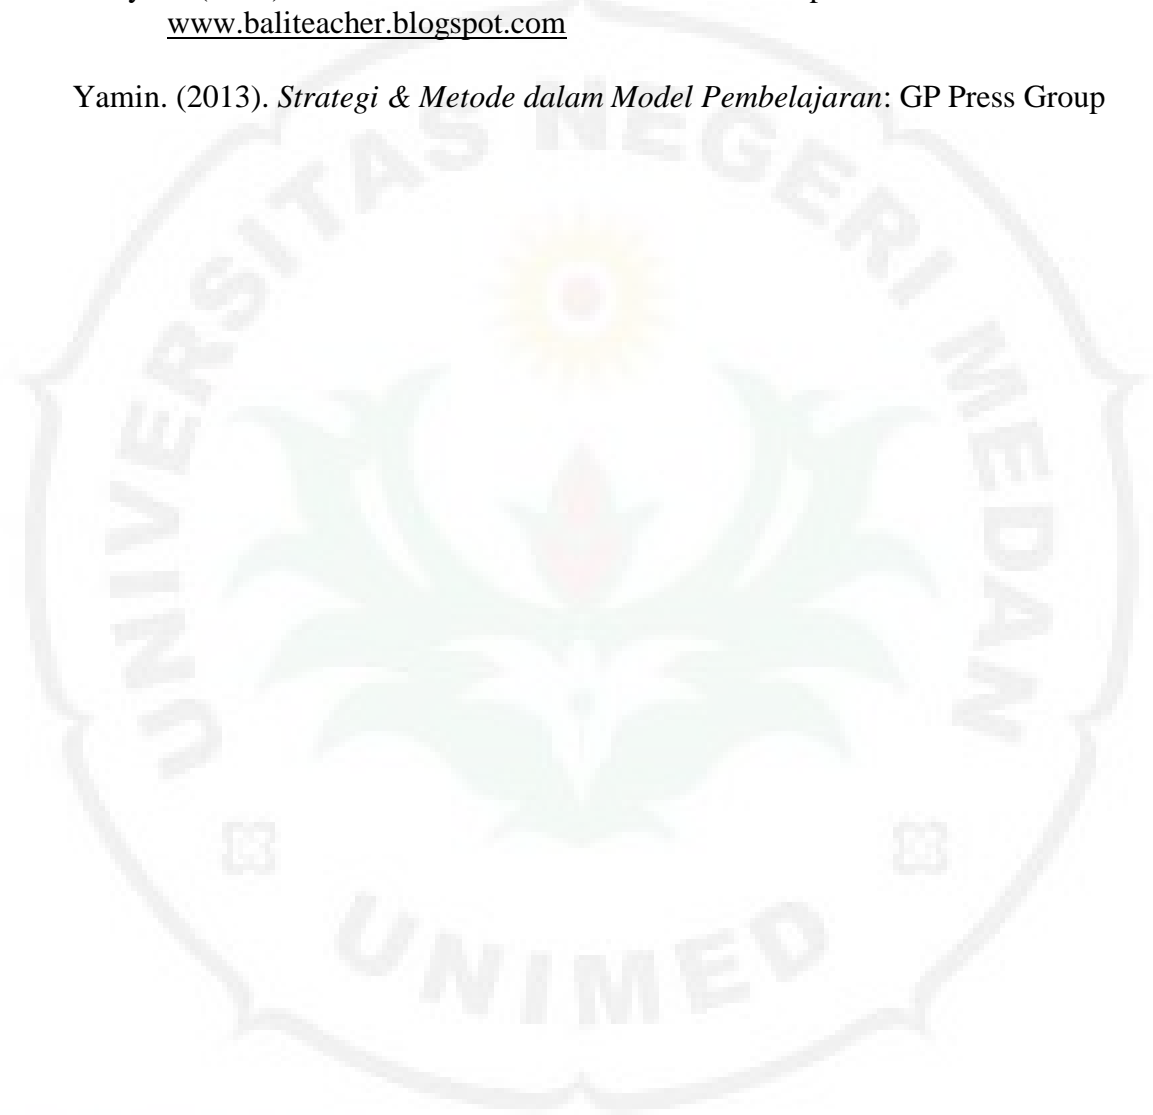 www.baliteacher.blogspot.com
Yamin. (2013). Strategi & Metode dalam Model Pembelajaran: GP Press Group
UNIVERSITAS NEGERI MEDAN
UNIMED